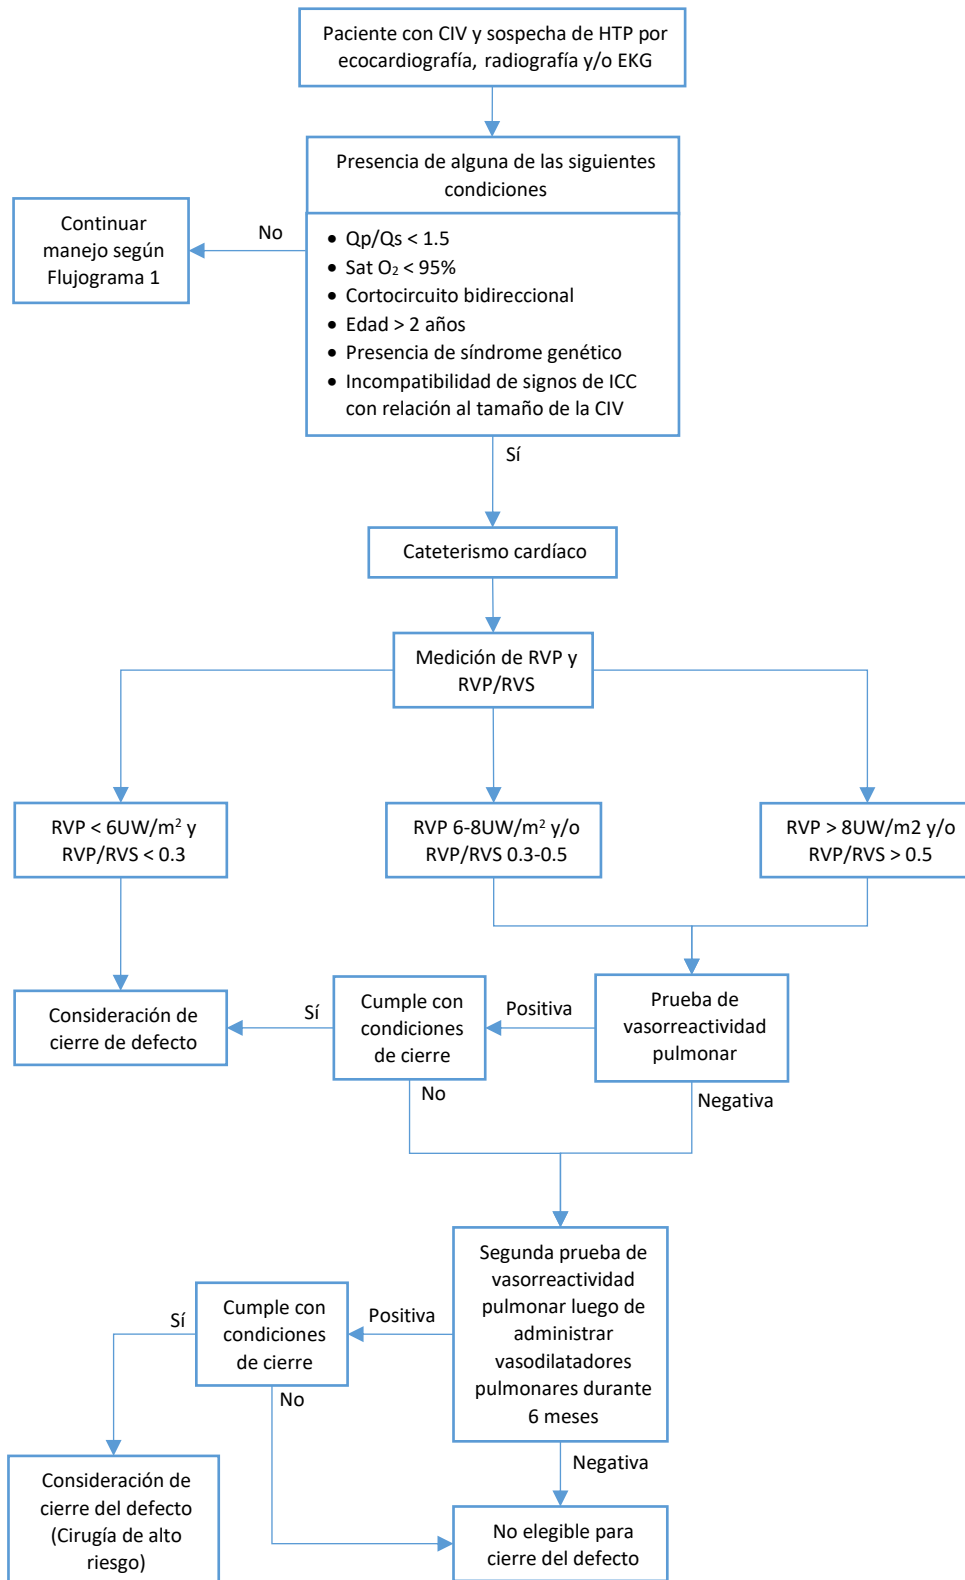 Paciente con CIV y sospecha de HTP por
ecocardiografía, radiografía y/o EKG
Presencia de alguna de las siguientes
condiciones
Continuar
manejo según
Flujograma 1
No
• Qp/Qs < 1.5
• Sat O₂ < 95%
• Cortocircuito bidireccional
• Edad > 2 años
• Presencia de síndrome genético
• Incompatibilidad de signos de ICC
con relación al tamaño de la CIV
Sí
Cateterismo cardíaco
Medición de RVP y
RVP/RVS
RVP < 6UW/m² y
RVP/RVS < 0.3
RVP 6-8UW/m² y/o
RVP/RVS 0.3-0.5
RVP > 8UW/m2 y/o
RVP/RVS > 0.5
Consideración de
cierre de defecto
Sí
Cumple con
condiciones
de cierre
Positiva
Prueba de
vasorreactividad
pulmonar
No
Negativa
Segunda prueba de
vasorreactividad
pulmonar luego de
administrar
vasodilatadores
pulmonares durante
6 meses
Positiva
Cumple con
condiciones
de cierre
Sí
No
Negativa
Consideración de
cierre del defecto
(Cirugía de alto
riesgo)
No elegible para
cierre del defecto